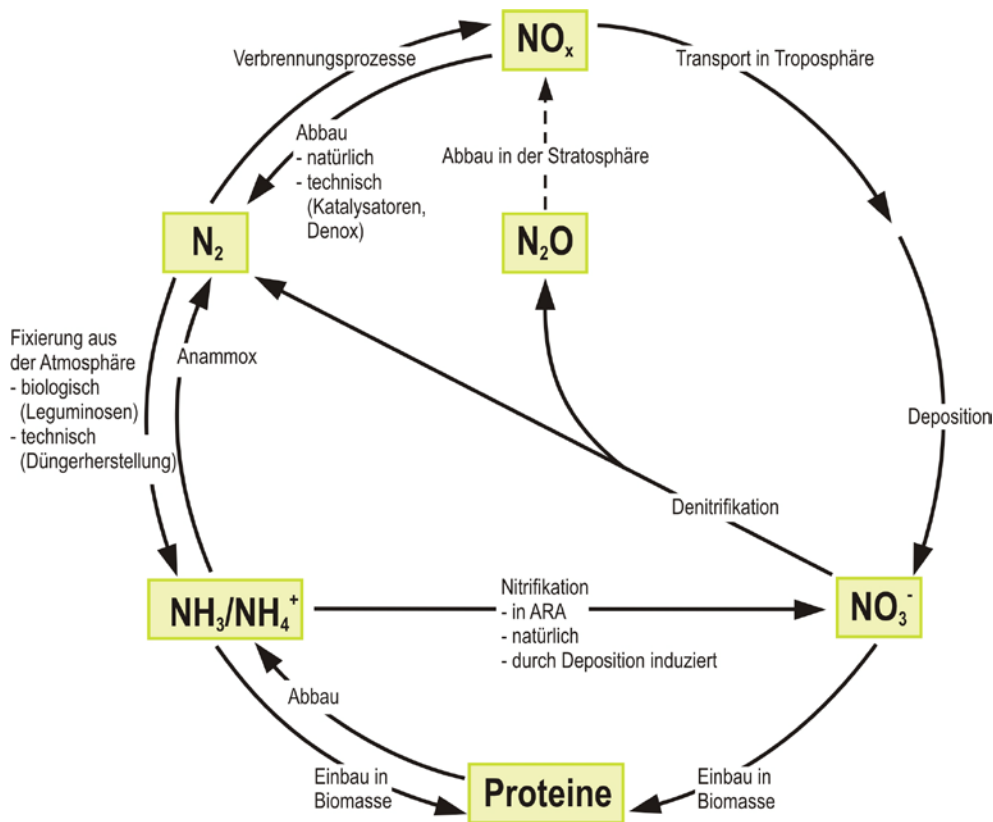 NOₓ
Verbrennungsprozesse
Transport in Troposphäre
Abbau
- natürlich
- technisch
(Katalysatoren,
Denox)
Abbau in der Stratosphäre
N₂
N₂O
Fixierung aus
der Atmosphäre
- biologisch
(Leguminosen)
- technisch
(Düngerherstellung)
Anammox
Deposition
Denitrifikation
NH₃/NH₄⁺
Nitrifikation
- in ARA
- natürlich
- durch Deposition induziert
NO₃⁻
Abbau
Einbau in
Biomasse
Proteine
Einbau in
Biomasse